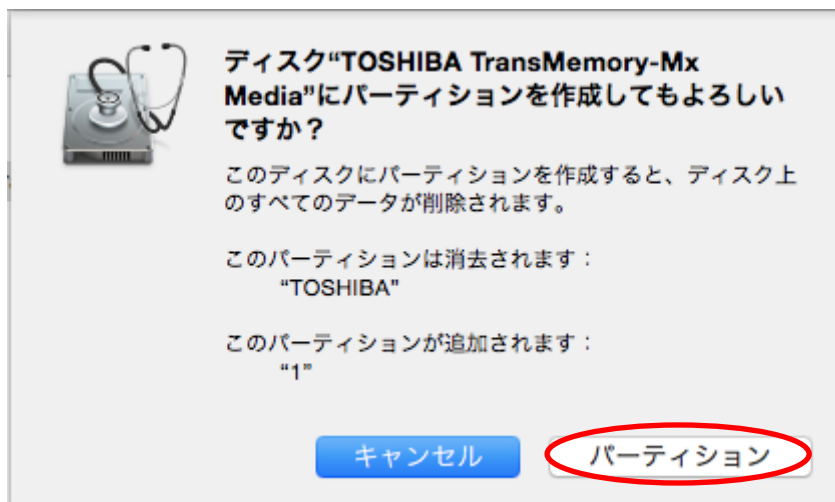 ディスク“TOSHIBA TransMemory-Mx
Media”にパーティションを作成してもよろしい
ですか？
このディスクにパーティションを作成すると、ディスク上
のすべてのデータが削除されます。
このパーティションは消去されます：
“TOSHIBA”
このパーティションが追加されます：
“1”
キャンセル
パーティション